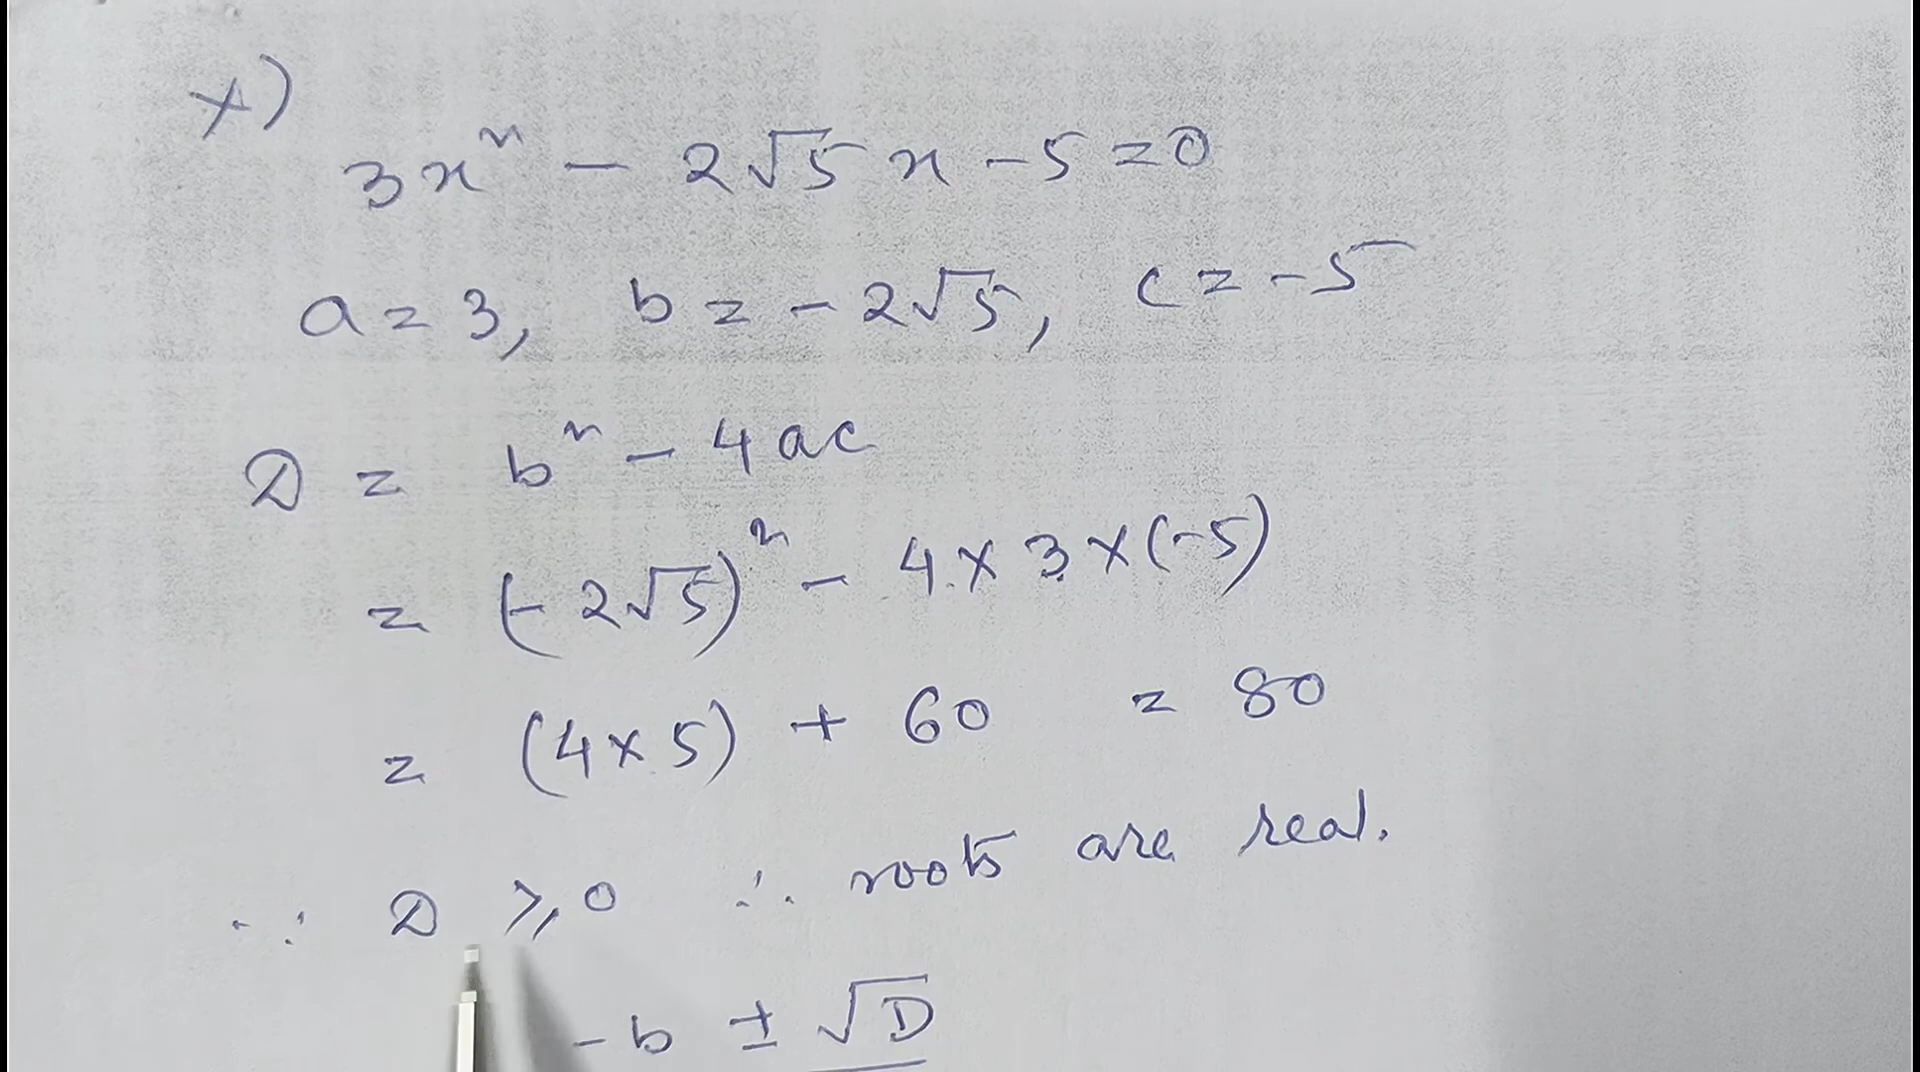 x)
3x² - 2√5 x - 5 = 0
a = 3, b = - 2√5, c = -5
D = b² - 4ac
= (- 2√5)² - 4 × 3 × (-5)
= (4 × 5) + 60 = 80
∵ D ≥ 0 ∴ roots are real.
- b ± √D